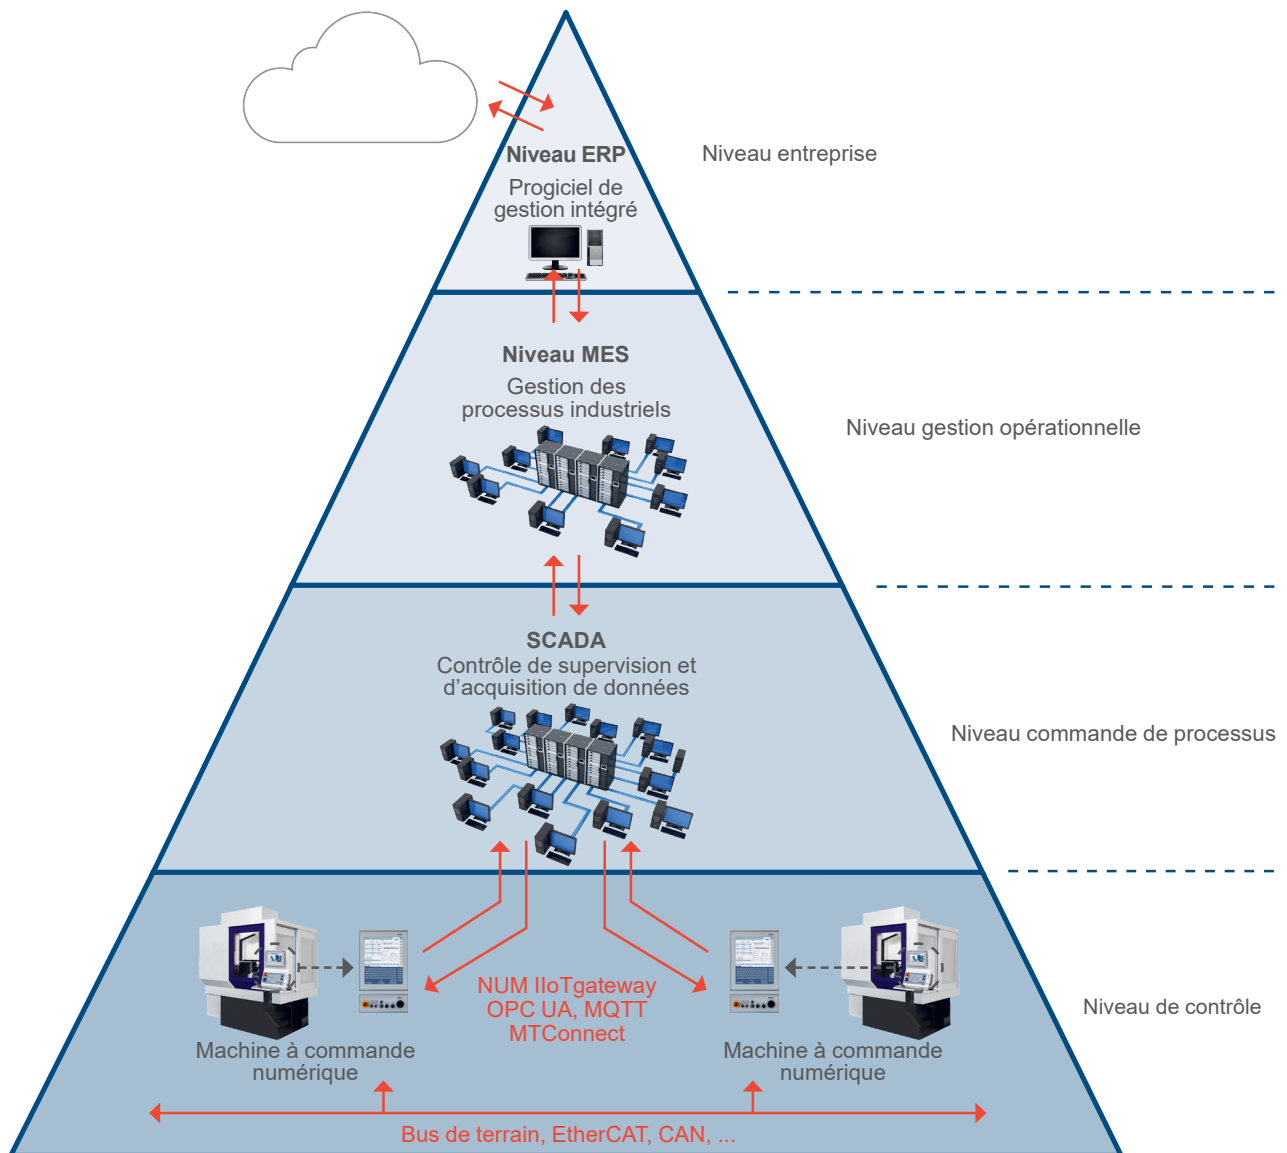 Niveau ERP
Progiciel de
gestion intégré
Niveau entreprise
Niveau MES
Gestion des
processus industriels
Niveau gestion opérationnelle
SCADA
Contrôle de supervision et
d’acquisition de données
Niveau commande de processus
NUM IIoTgateway
OPC UA, MQTT
MTConnect
Niveau de contrôle
Machine à commande
numérique
Machine à commande
numérique
Bus de terrain, EtherCAT, CAN, ...